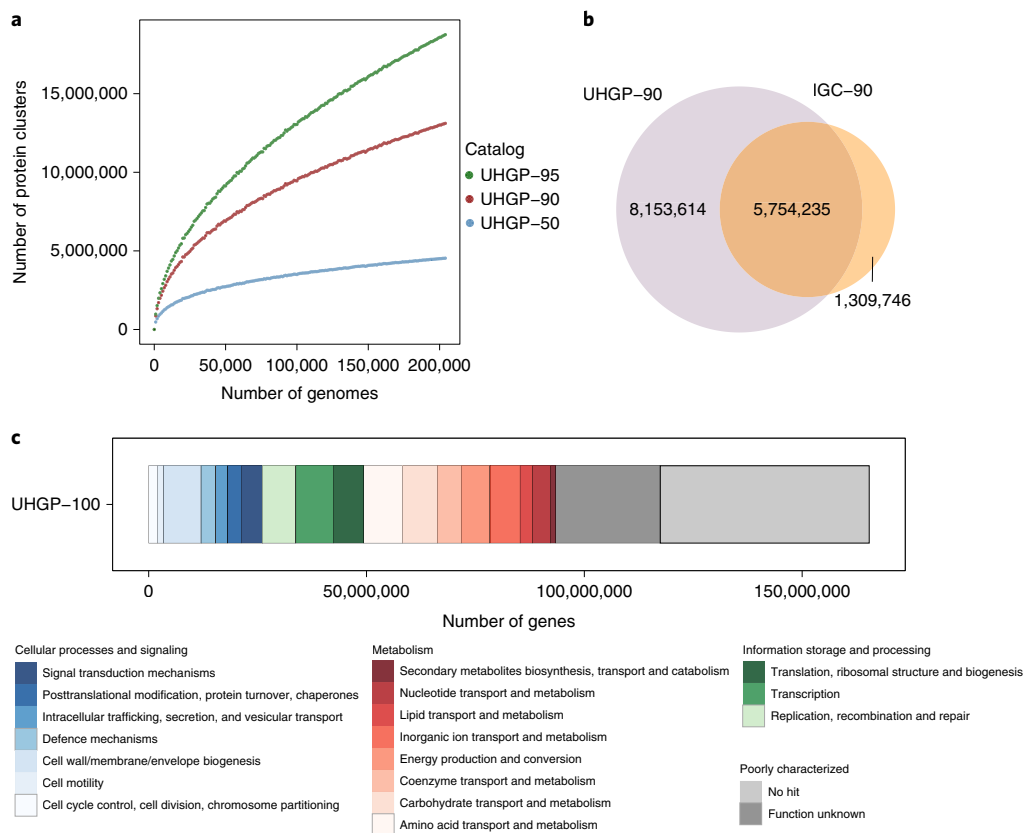 a
Number of protein clusters
15,000,000
10,000,000
5,000,000
0
0 50,000 100,000 150,000 200,000
Number of genomes
Catalog
UHGP–95
UHGP–90
UHGP–50
b
UHGP–90
IGC–90
8,153,614
5,754,235
1,309,746
c
UHGP–100
0 50,000,000 100,000,000 150,000,000
Number of genes
Cellular processes and signaling
Signal transduction mechanisms
Posttranslational modification, protein turnover, chaperones
Intracellular trafficking, secretion, and vesicular transport
Defence mechanisms
Cell wall/membrane/envelope biogenesis
Cell motility
Cell cycle control, cell division, chromosome partitioning
Metabolism
Secondary metabolites biosynthesis, transport and catabolism
Nucleotide transport and metabolism
Lipid transport and metabolism
Inorganic ion transport and metabolism
Energy production and conversion
Coenzyme transport and metabolism
Carbohydrate transport and metabolism
Amino acid transport and metabolism
Information storage and processing
Translation, ribosomal structure and biogenesis
Transcription
Replication, recombination and repair
Poorly characterized
No hit
Function unknown